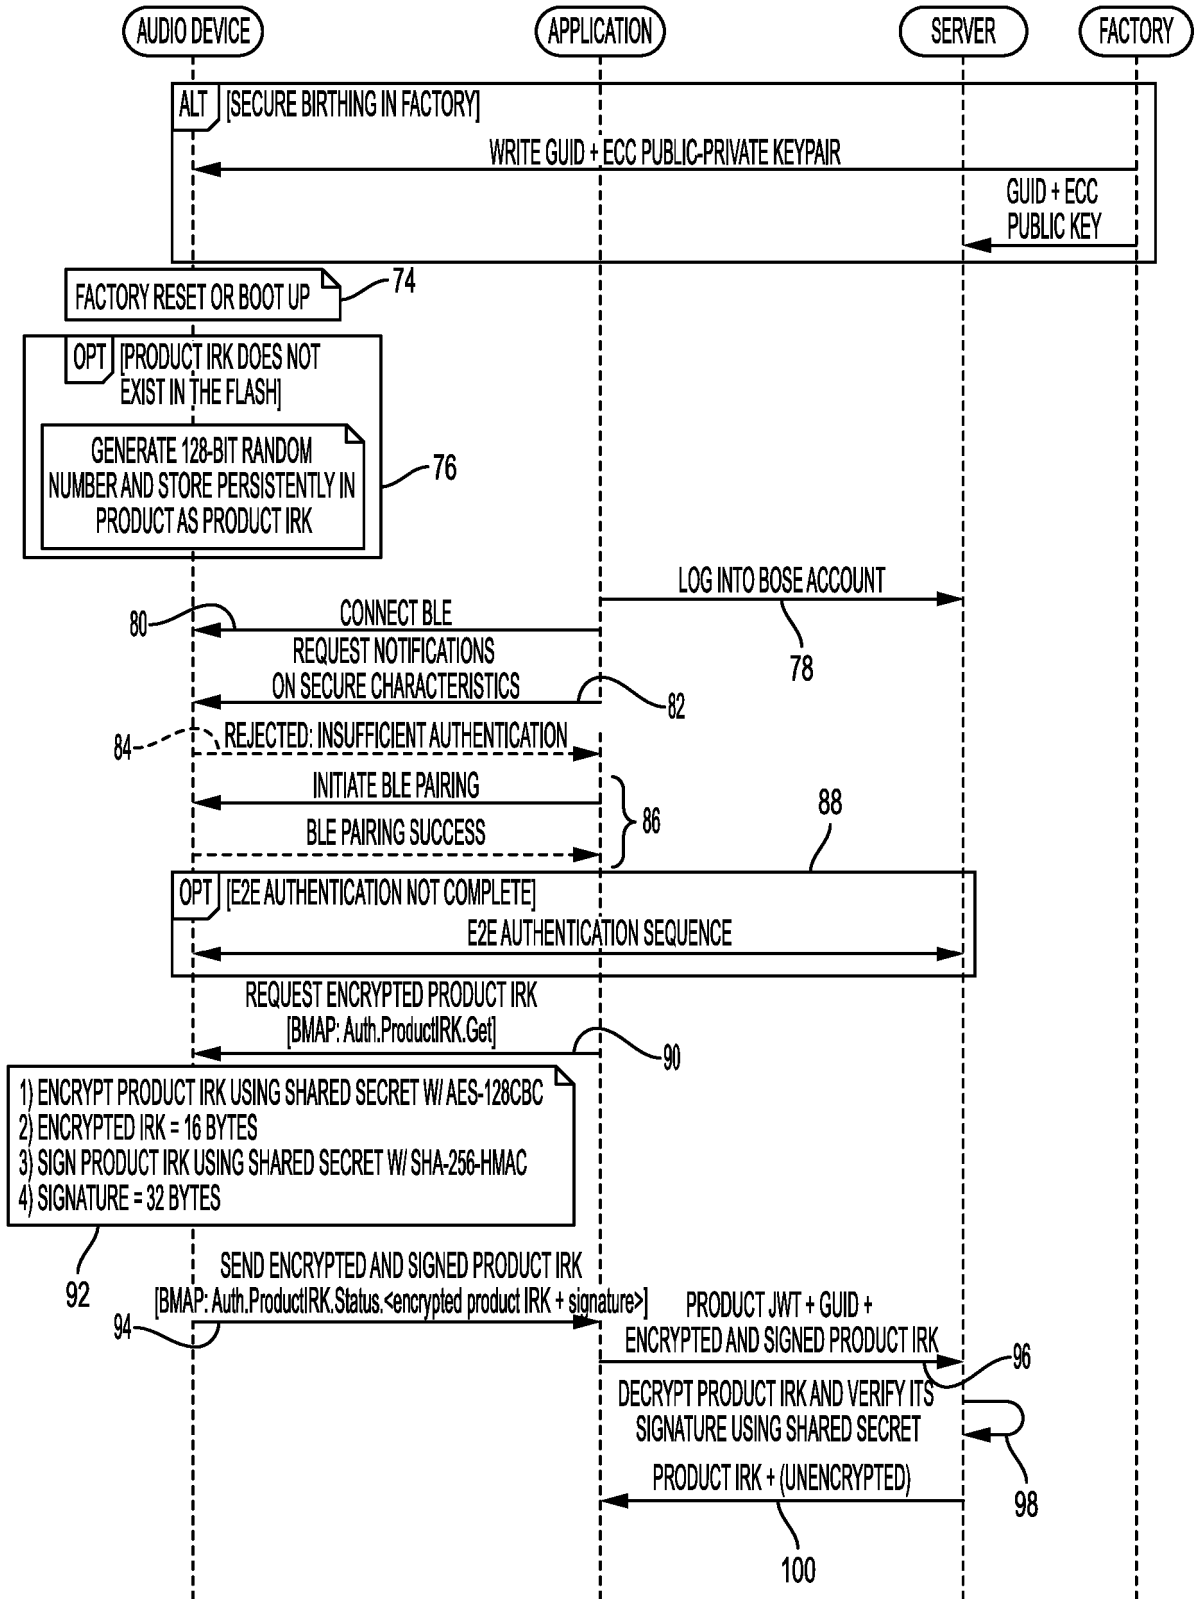 AUDIO DEVICE
APPLICATION
SERVER
FACTORY
ALT
[SECURE BIRTHING IN FACTORY]
WRITE GUID + ECC PUBLIC-PRIVATE KEYPAIR
GUID + ECC
PUBLIC KEY
FACTORY RESET OR BOOT UP
74
OPT
[PRODUCT IRK DOES NOT
EXIST IN THE FLASH]
GENERATE 128-BIT RANDOM
NUMBER AND STORE PERSISTENTLY IN
PRODUCT AS PRODUCT IRK
76
LOG INTO BOSE ACCOUNT
78
80
CONNECT BLE
REQUEST NOTIFICATIONS
ON SECURE CHARACTERISTICS
82
84
REJECTED: INSUFFICIENT AUTHENTICATION
INITIATE BLE PAIRING
BLE PAIRING SUCCESS
86
88
OPT
[E2E AUTHENTICATION NOT COMPLETE]
E2E AUTHENTICATION SEQUENCE
REQUEST ENCRYPTED PRODUCT IRK
[BMAP: Auth.ProductIRK.Get]
90
1) ENCRYPT PRODUCT IRK USING SHARED SECRET W/ AES-128CBC
2) ENCRYPTED IRK = 16 BYTES
3) SIGN PRODUCT IRK USING SHARED SECRET W/ SHA-256-HMAC
4) SIGNATURE = 32 BYTES
92
SEND ENCRYPTED AND SIGNED PRODUCT IRK
[BMAP: Auth.ProductIRK.Status.<encrypted product IRK + signature>]
94
PRODUCT JWT + GUID +
ENCRYPTED AND SIGNED PRODUCT IRK
96
DECRYPT PRODUCT IRK AND VERIFY ITS
SIGNATURE USING SHARED SECRET
98
PRODUCT IRK + (UNENCRYPTED)
100